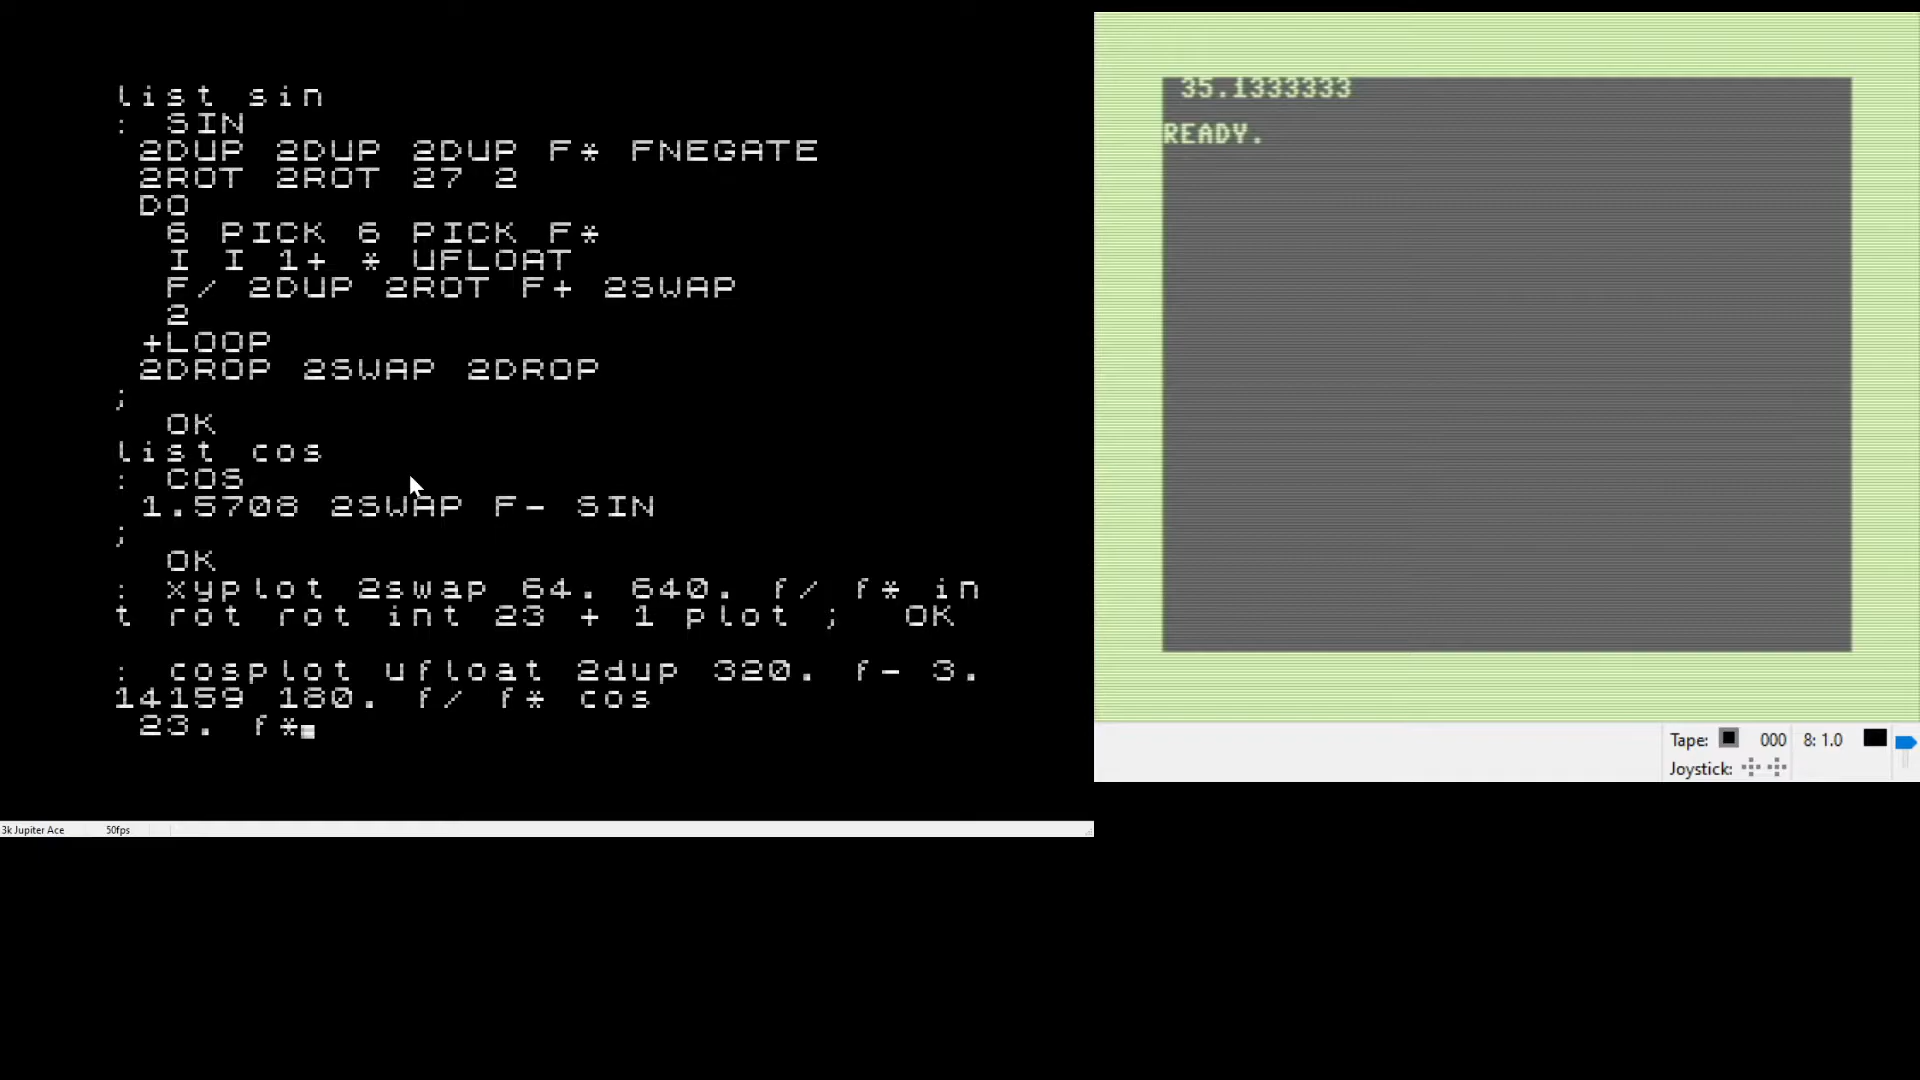 list sin
: SIN
2DUP 2DUP 2DUP F* FNEGATE
2ROT 2ROT 27 2
DO
6 PICK 6 PICK F*
I I 1+ * UFLOAT
F/ 2DUP 2ROT F+ 2SWAP
2
+LOOP
2DROP 2SWAP 2DROP
;
OK
list cos
: COS
1.5708 2SWAP F- SIN
;
OK
: xyplot 2swap 64. 640. f/ f* in
t rot rot int 23 + 1 plot ; OK
: cosplot ufloat 2dup 320. f- 3.
14159 180. f/ f* cos
23. f*
3k Jupiter Ace 50fps
35.1333333
READY.
Tape: 000 8: 1.0
Joystick: